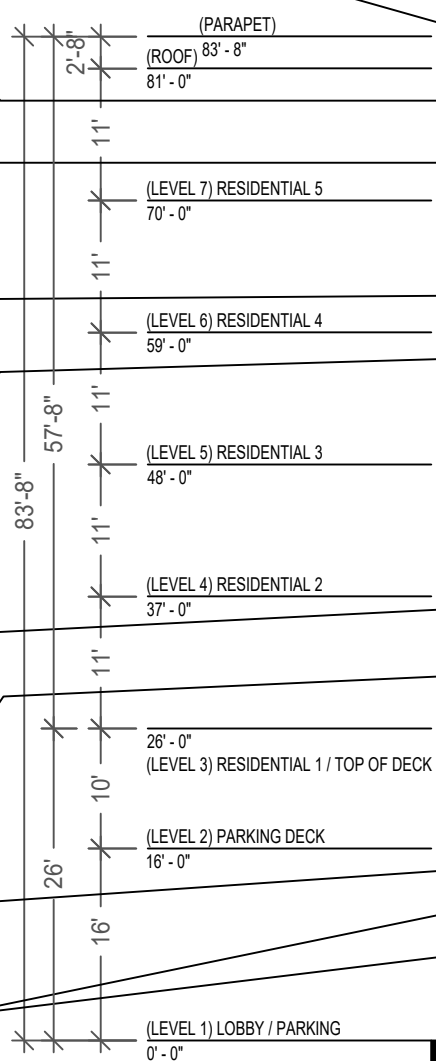 (PARAPET)
83' - 8"
(ROOF)
81' - 0"
2'-8"
11'
(LEVEL 7) RESIDENTIAL 5
70' - 0"
11'
(LEVEL 6) RESIDENTIAL 4
59' - 0"
11'
57'-8"
(LEVEL 5) RESIDENTIAL 3
48' - 0"
83'-8"
11'
(LEVEL 4) RESIDENTIAL 2
37' - 0"
11'
26' - 0"
(LEVEL 3) RESIDENTIAL 1 / TOP OF DECK
10'
(LEVEL 2) PARKING DECK
16' - 0"
26'
16'
(LEVEL 1) LOBBY / PARKING
0' - 0"